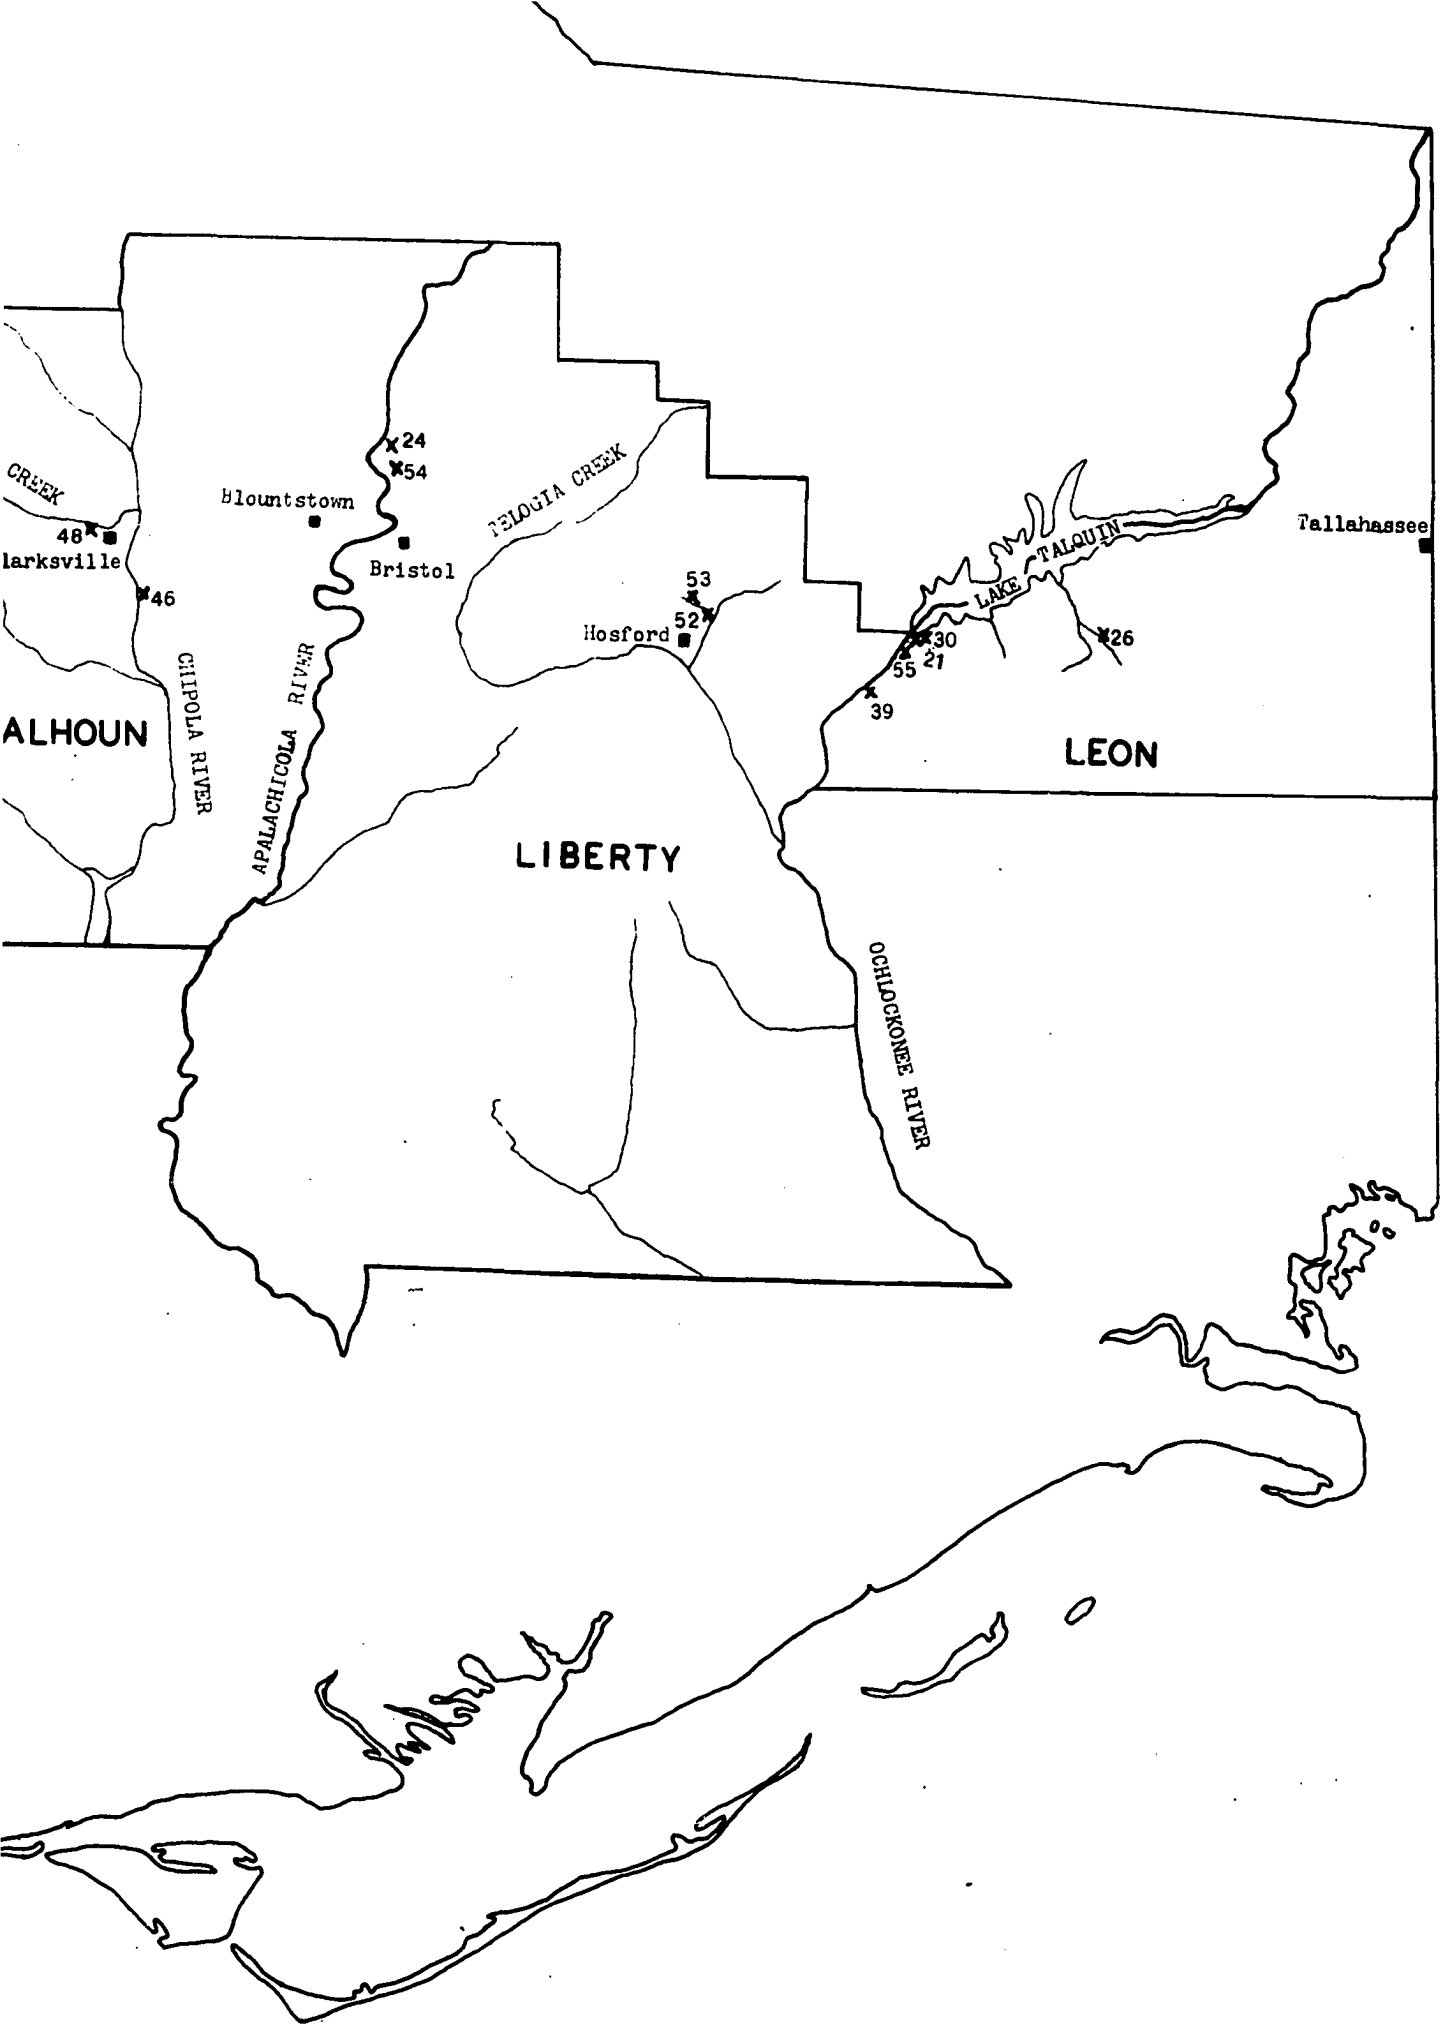 24
54
CREEK
Blountstown
TELOGIA CREEK
48
larksville
Bristol
46
53
52
Hosford
LAKE TALQUIN
Tallahassee
30
21
55
26
39
CHIPOLA RIVER
APALACHICOLA RIVER
ALHOUN
LEON
LIBERTY
OCHLOCKONEE RIVER